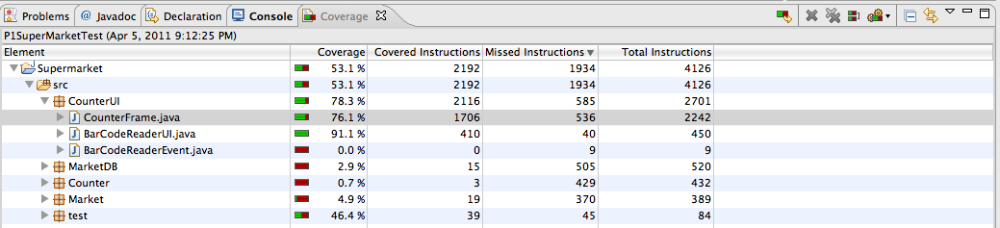 Problems @ Javadoc Declaration Console Coverage
P1SuperMarketTest (Apr 5, 2011 9:12:25 PM)
Element Coverage Covered Instructions Missed Instructions Total Instructions
Supermarket 53.1 % 2192 1934 4126
src 53.1 % 2192 1934 4126
CounterUI 78.3 % 2116 585 2701
CounterFrame.java 76.1 % 1706 536 2242
BarCodeReaderUI.java 91.1 % 410 40 450
BarCodeReaderEvent.java 0.0 % 0 9 9
MarketDB 2.9 % 15 505 520
Counter 0.7 % 3 429 432
Market 4.9 % 19 370 389
test 46.4 % 39 45 84